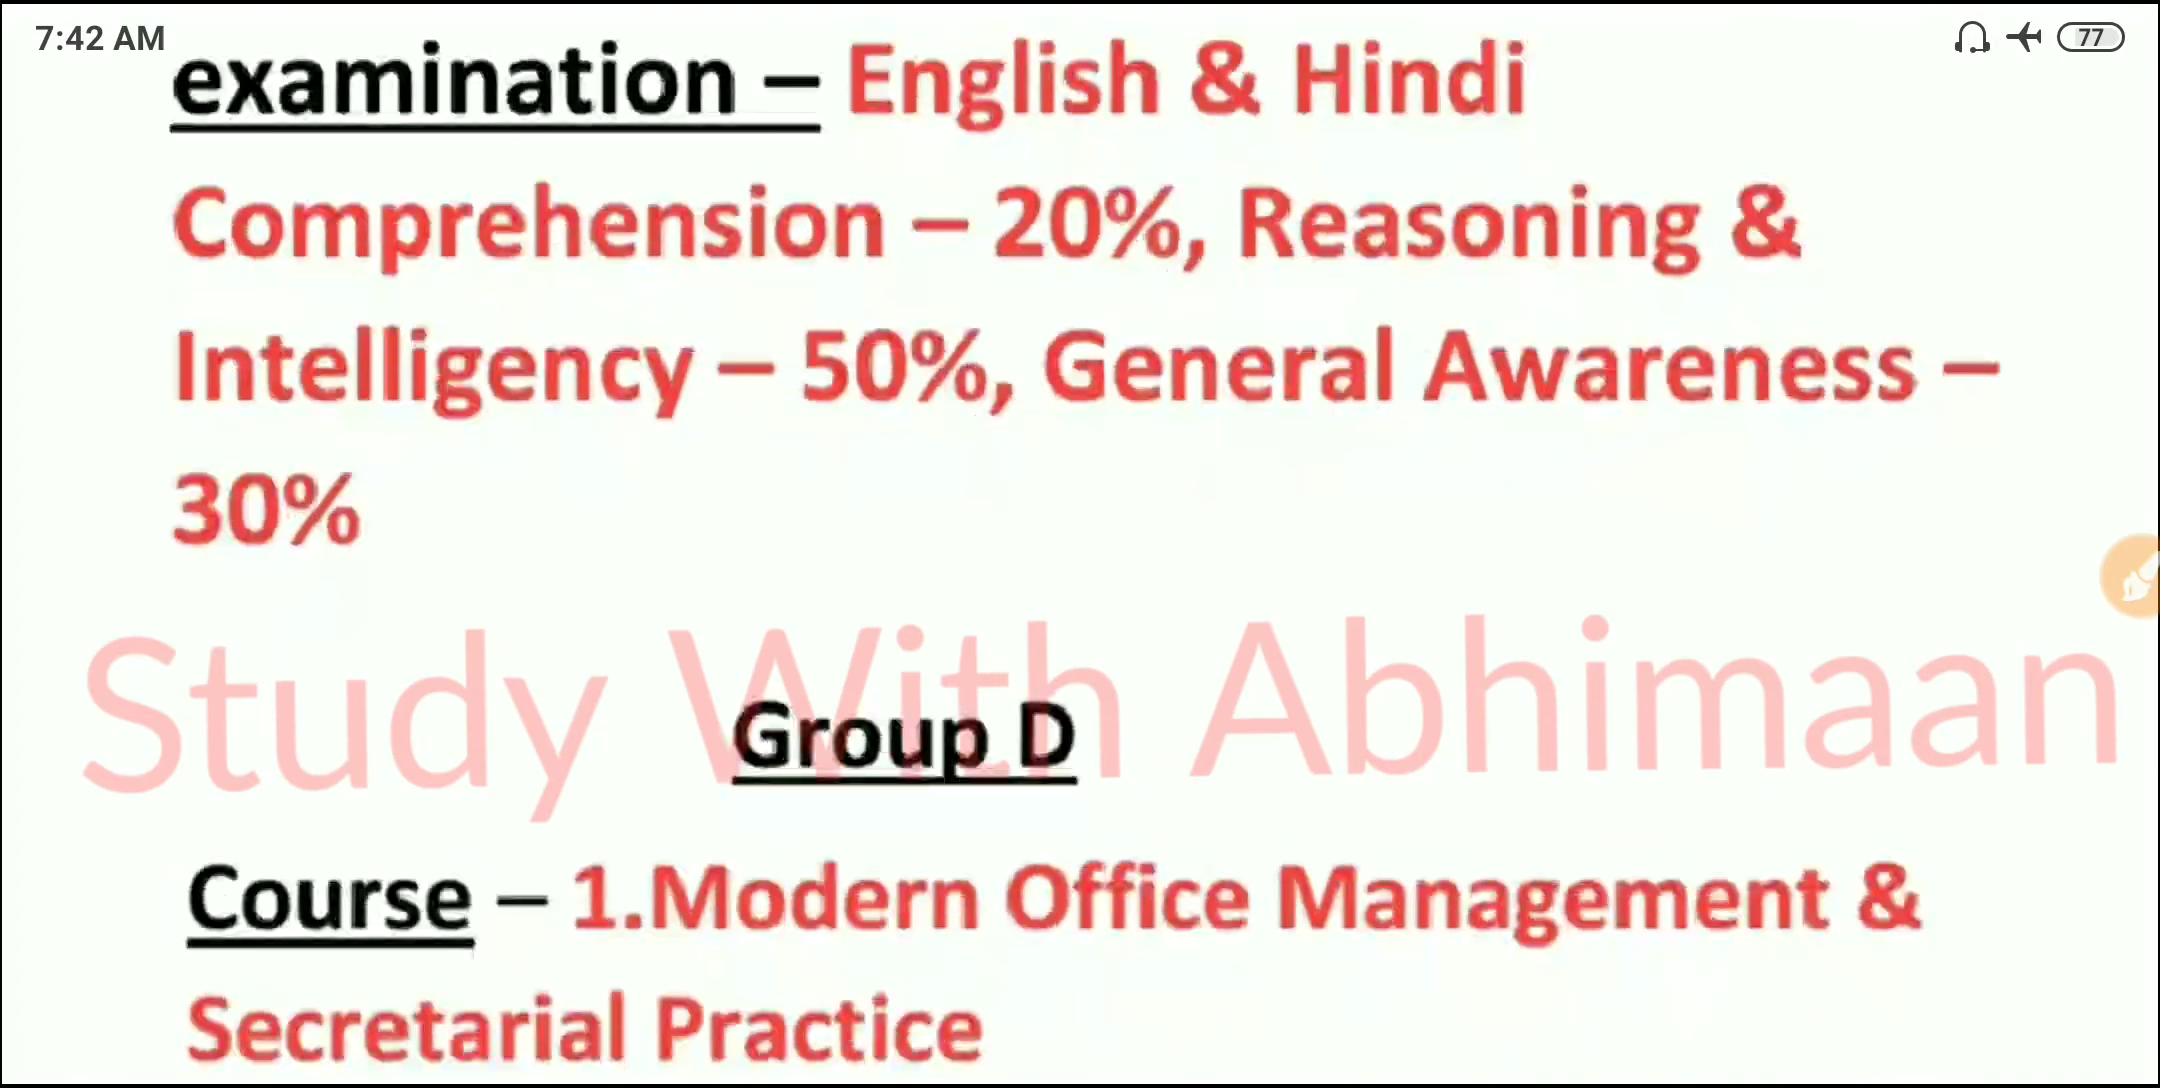 7:42 AM
77
examination – English & Hindi
Comprehension – 20%, Reasoning &
Intelligency – 50%, General Awareness –
30%
Study With Abhimaan
Group D
Course – 1.Modern Office Management &
Secretarial Practice